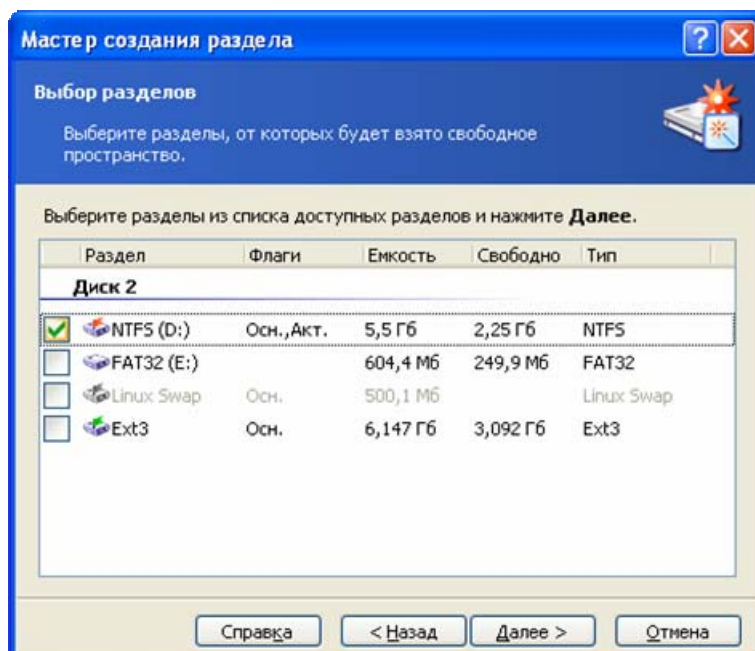 Мастер создания раздела
Выбор разделов
Выберите разделы, от которых будет взято свободное
пространство.
Выберите разделы из списка доступных разделов и нажмите Далее.
Раздел Флаги Емкость Свободно Тип
Диск 2
NTFS (D:) Осн.,Акт. 5,5 Гб 2,25 Гб NTFS
FAT32 (E:) 604,4 Мб 249,9 Мб FAT32
Linux Swap Осн. 500,1 Мб Linux Swap
Ext3 Осн. 6,147 Гб 3,092 Гб Ext3
Справка < Назад Далее > Отмена